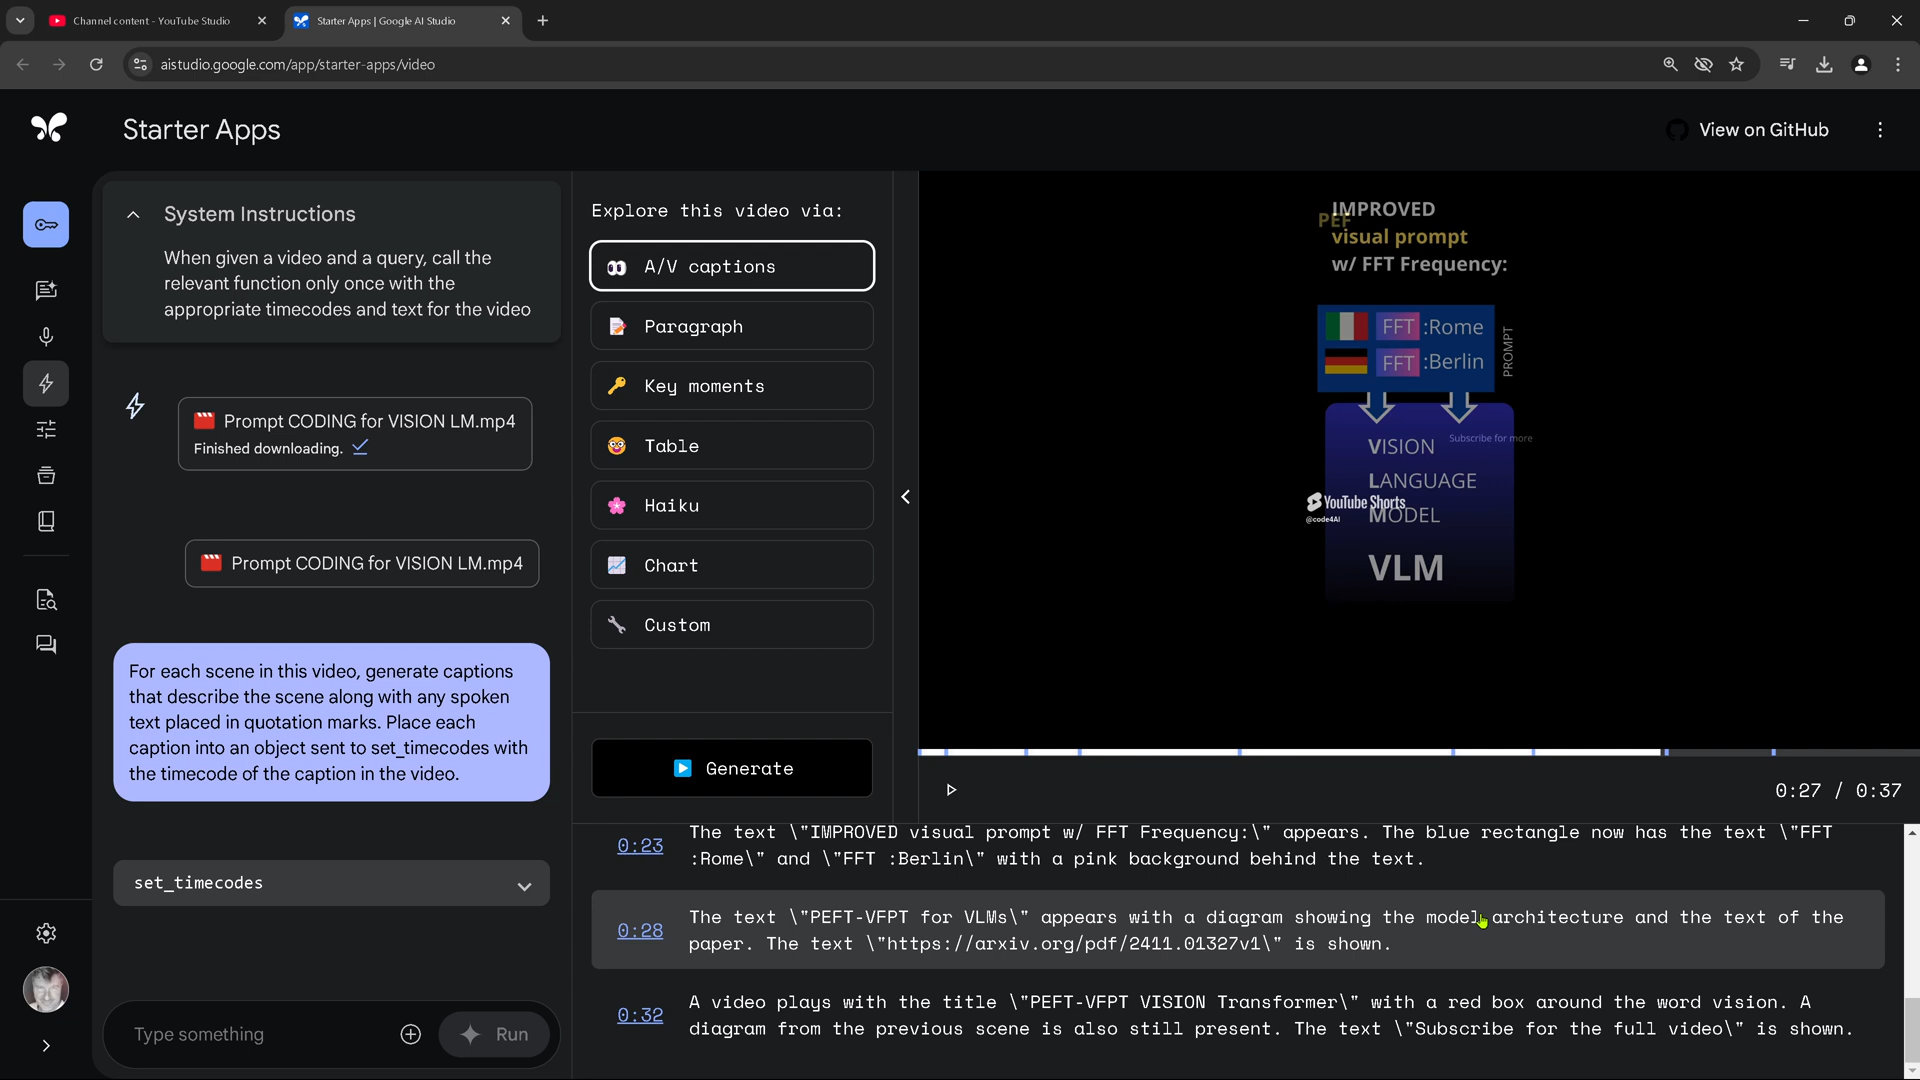 Channel content - YouTube Studio
Starter Apps | Google AI Studio
aistudio.google.com/app/starter-apps/video
Starter Apps
View on GitHub
System Instructions
When given a video and a query, call the
relevant function only once with the
appropriate timecodes and text for the video
Prompt CODING for VISION LM.mp4
Finished downloading.
Prompt CODING for VISION LM.mp4
For each scene in this video, generate captions
that describe the scene along with any spoken
text placed in quotation marks. Place each
caption into an object sent to set_timecodes with
the timecode of the caption in the video.
set_timecodes
Type something
Run
Explore this video via:
A/V captions
Paragraph
Key moments
Table
Haiku
Chart
Custom
Generate
PEF
IMPROVED
visual prompt
w/ FFT Frequency:
FFT :Rome
FFT :Berlin
PROMPT
Subscribe for more
VISION
LANGUAGE
MODEL
YouTube Shorts
@code4AI
VLM
0:27 / 0:37
0:23
The text \"IMPROVED visual prompt w/ FFT Frequency:\" appears. The blue rectangle now has the text \"FFT
:Rome\" and \"FFT :Berlin\" with a pink background behind the text.
0:28
The text \"PEFT-VFPT for VLMs\" appears with a diagram showing the model architecture and the text of the
paper. The text \"https://arxiv.org/pdf/2411.01327v1\" is shown.
0:32
A video plays with the title \"PEFT-VFPT VISION Transformer\" with a red box around the word vision. A
diagram from the previous scene is also still present. The text \"Subscribe for the full video\" is shown.